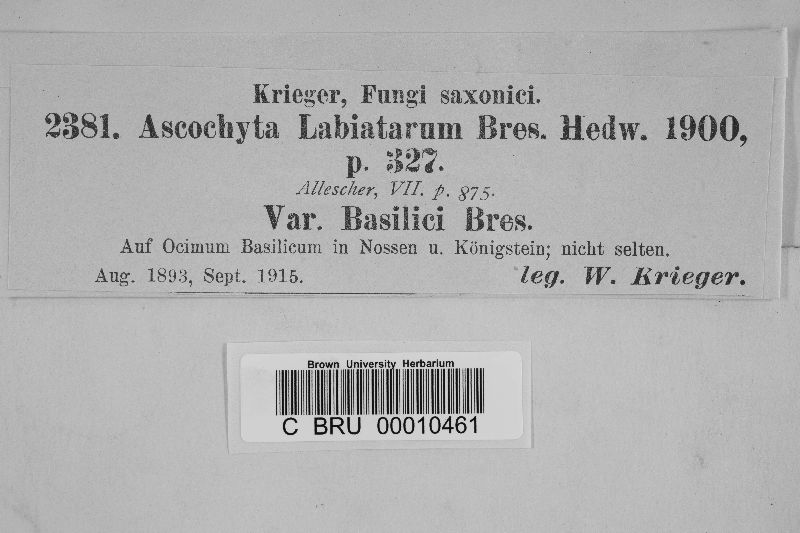 Krieger, Fungi saxonici.
2381. Ascochyta Labiatarum Bres. Hedw. 1900,
p. 327.
Allescher, VII. p. 875.
Var. Basilici Bres.
Auf Ocimum Basilicum in Nossen u. Königstein; nicht selten.
Aug. 1893, Sept. 1915. leg. W. Krieger.
Brown University Herbarium
C BRU 00010461